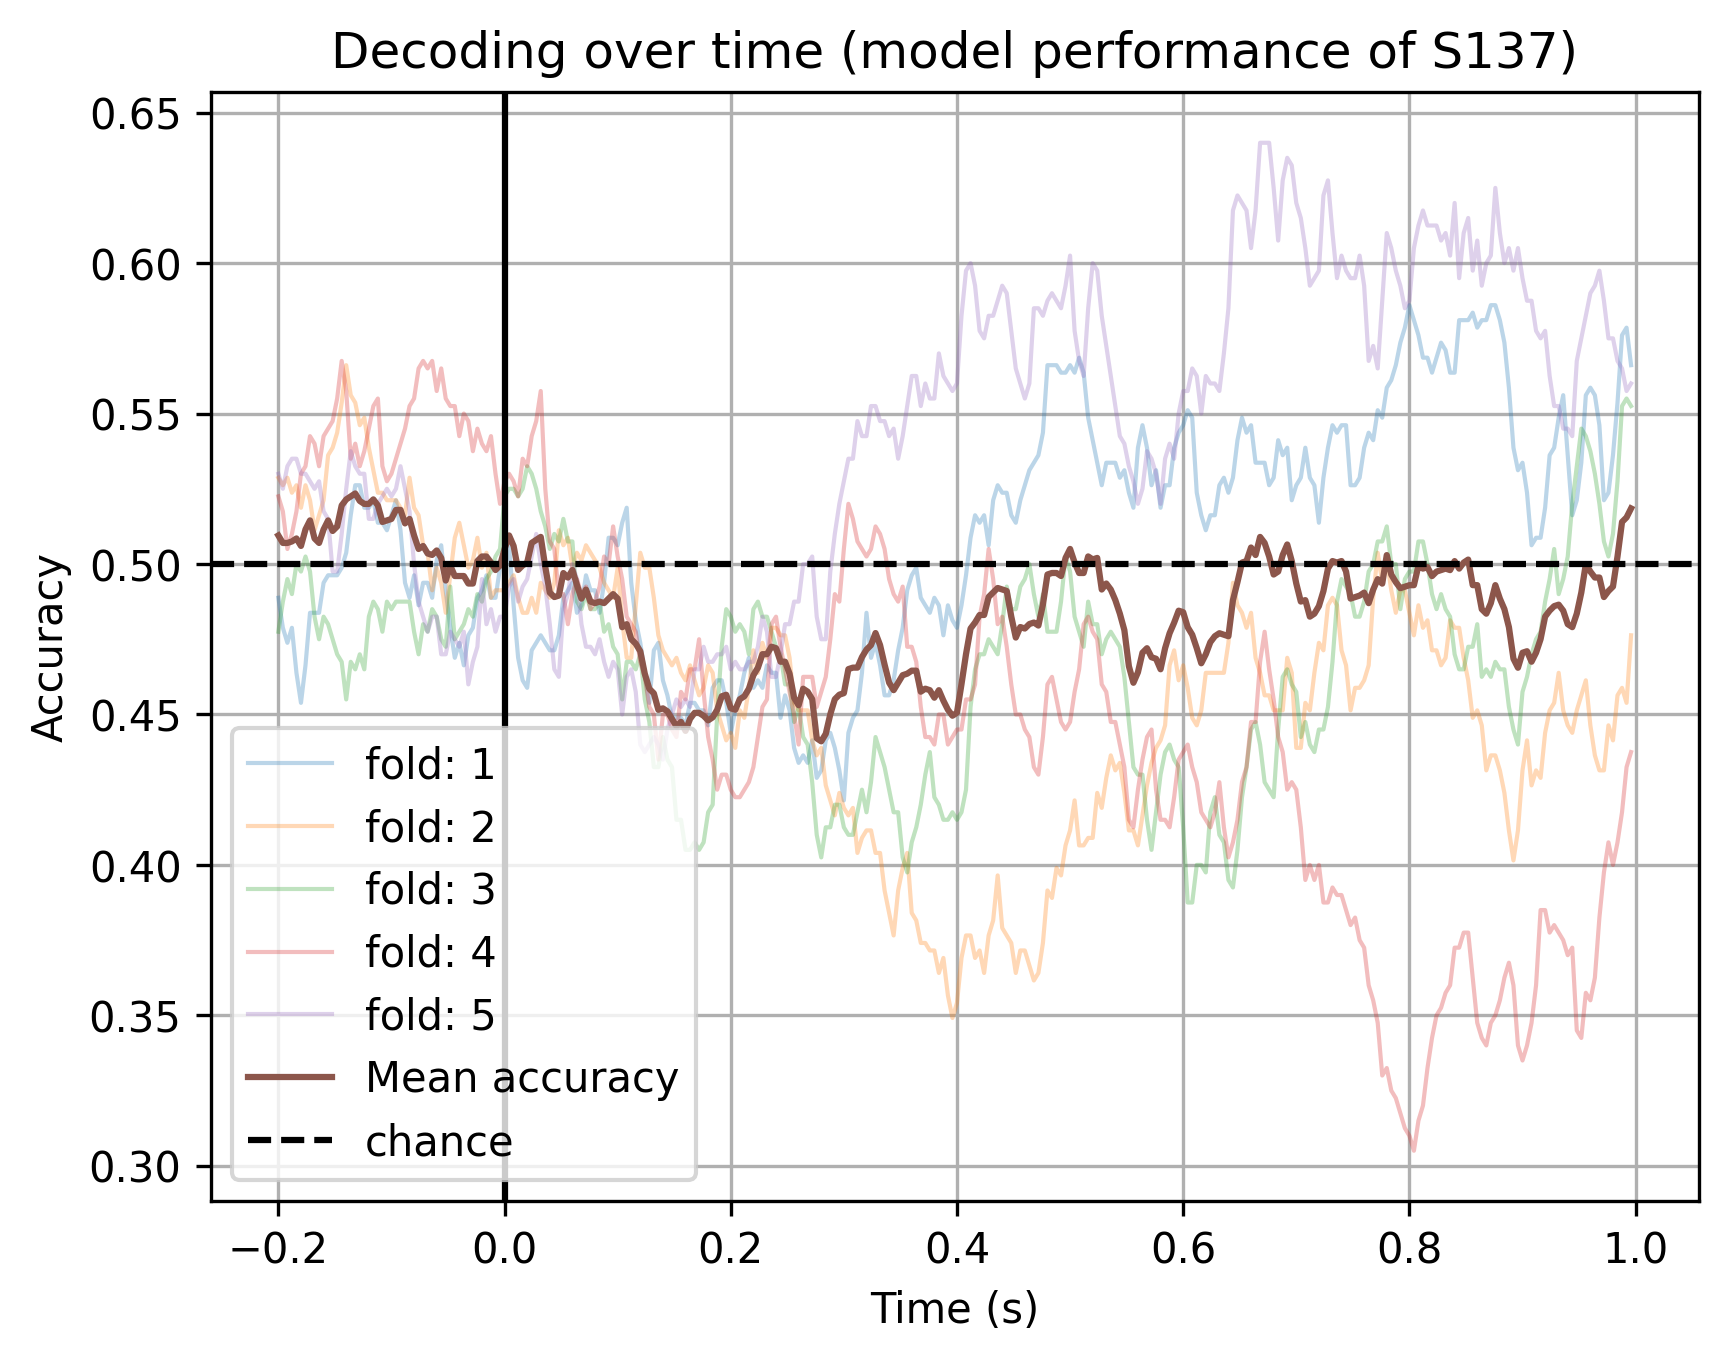 Decoding over time (model performance of S137)
0.65
0.60
0.55
0.50
0.45
0.40
0.35
0.30
Accuracy
fold: 1
fold: 2
fold: 3
fold: 4
fold: 5
Mean accuracy
chance
−0.2 0.0 0.2 0.4 0.6 0.8 1.0
Time (s)